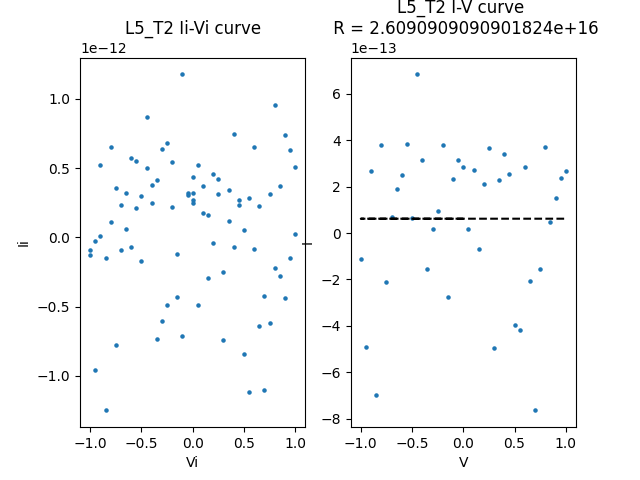 L5_T2 Ii-Vi curve
1e−12
1.0
0.5
0.0
−0.5
−1.0
Ii
−1.0 −0.5 0.0 0.5 1.0
Vi
L5_T2 I-V curve
R = 2.6090909090901824e+16
1e−13
6
4
2
0
−2
−4
−6
−8
I
−1.0 −0.5 0.0 0.5 1.0
V